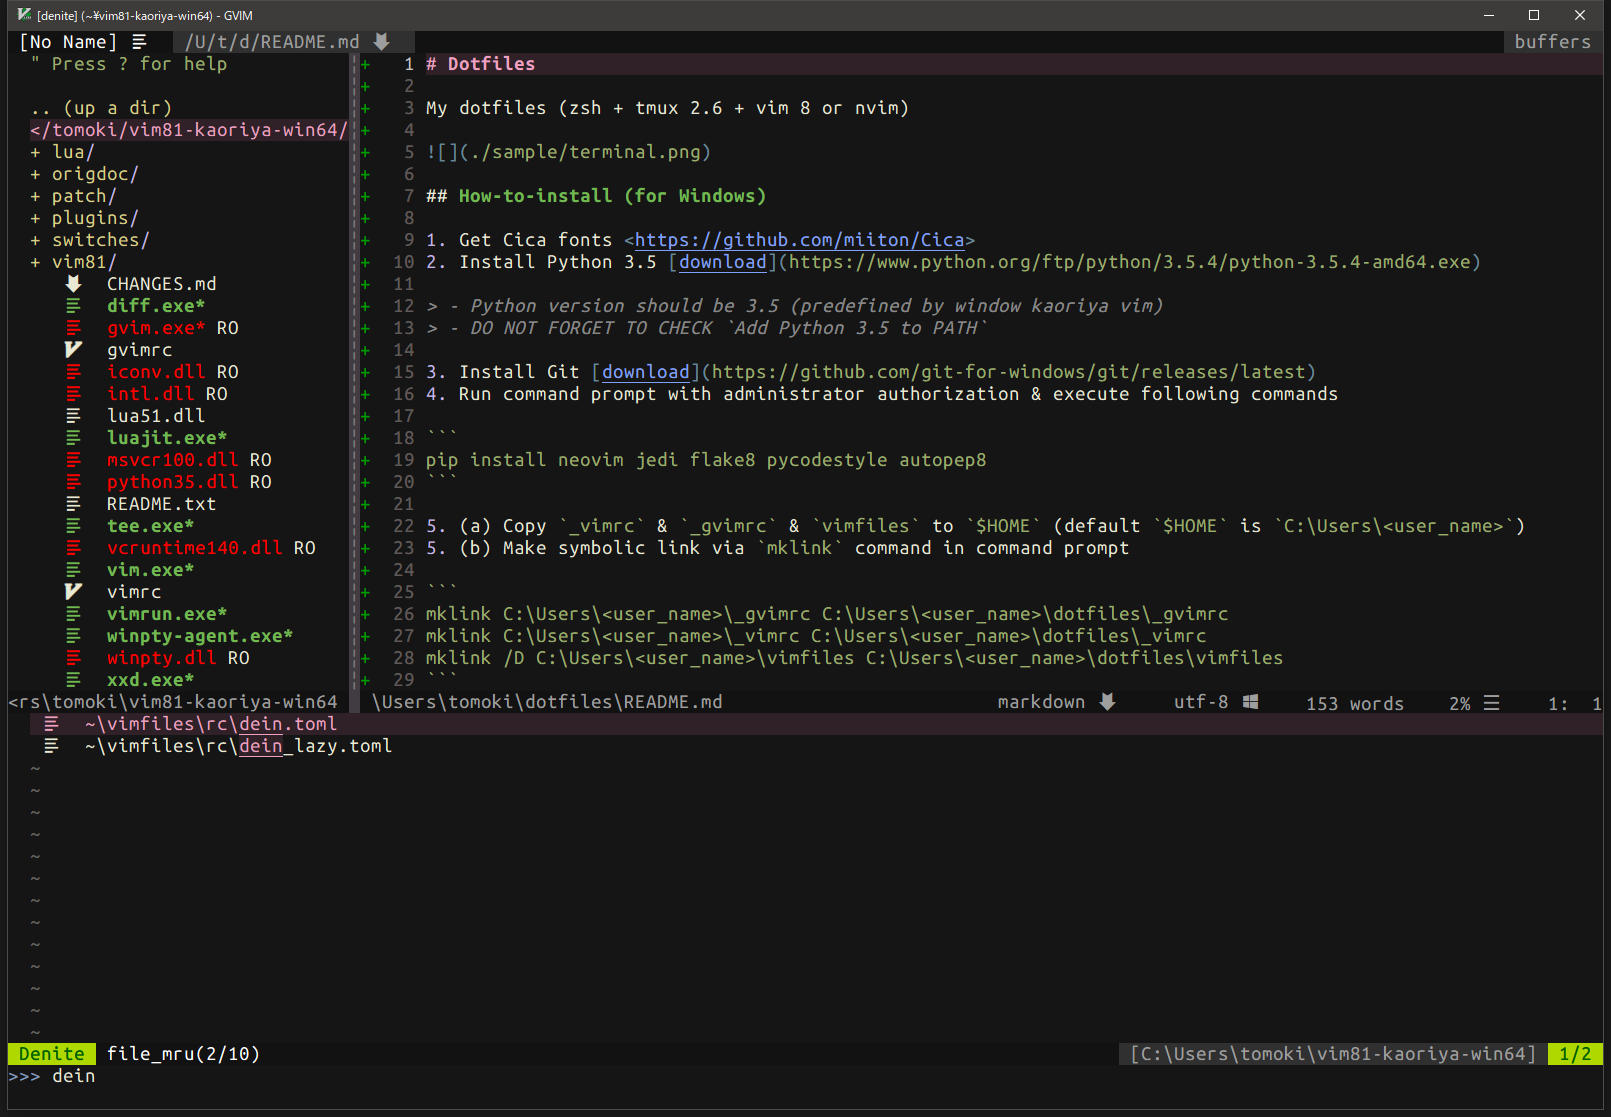 [denite] (~¥vim81-kaoriya-win64) - GVIM
[No Name] /U/t/d/README.md buffers
" Press ? for help
.. (up a dir)
</tomoki/vim81-kaoriya-win64/
+ lua/
+ origdoc/
+ patch/
+ plugins/
+ switches/
+ vim81/
CHANGES.md
diff.exe*
gvim.exe* RO
gvimrc
iconv.dll RO
intl.dll RO
lua51.dll
luajit.exe*
msvcr100.dll RO
python35.dll RO
README.txt
tee.exe*
vcruntime140.dll RO
vim.exe*
vimrc
vimrun.exe*
winpty-agent.exe*
winpty.dll RO
xxd.exe*
<rs\tomoki\vim81-kaoriya-win64
+ 1 # Dotfiles
+ 2
+ 3 My dotfiles (zsh + tmux 2.6 + vim 8 or nvim)
+ 4
+ 5 ![](./sample/terminal.png)
+ 6
+ 7 ## How-to-install (for Windows)
+ 8
+ 9 1. Get Cica fonts <https://github.com/miiton/Cica>
+ 10 2. Install Python 3.5 [download](https://www.python.org/ftp/python/3.5.4/python-3.5.4-amd64.exe)
+ 11
+ 12 > - Python version should be 3.5 (predefined by window kaoriya vim)
+ 13 > - DO NOT FORGET TO CHECK `Add Python 3.5 to PATH`
+ 14
+ 15 3. Install Git [download](https://github.com/git-for-windows/git/releases/latest)
+ 16 4. Run command prompt with administrator authorization & execute following commands
+ 17
+ 18 ```
+ 19 pip install neovim jedi flake8 pycodestyle autopep8
+ 20 ```
+ 21
+ 22 5. (a) Copy `_vimrc` & `_gvimrc` & `vimfiles` to `$HOME` (default `$HOME` is `C:\Users\<user_name>`)
+ 23 5. (b) Make symbolic link via `mklink` command in command prompt
+ 24
+ 25 ```
+ 26 mklink C:\Users\<user_name>\_gvimrc C:\Users\<user_name>\dotfiles\_gvimrc
+ 27 mklink C:\Users\<user_name>\_vimrc C:\Users\<user_name>\dotfiles\_vimrc
+ 28 mklink /D C:\Users\<user_name>\vimfiles C:\Users\<user_name>\dotfiles\vimfiles
+ 29 ```
\Users\tomoki\dotfiles\README.md markdown utf-8 153 words 2% ☰ 1: 1
~\vimfiles\rc\dein.toml
~\vimfiles\rc\dein_lazy.toml
~
~
~
~
~
~
~
~
~
~
~
~
~
Denite file_mru(2/10) [C:\Users\tomoki\vim81-kaoriya-win64] 1/2
>>> dein